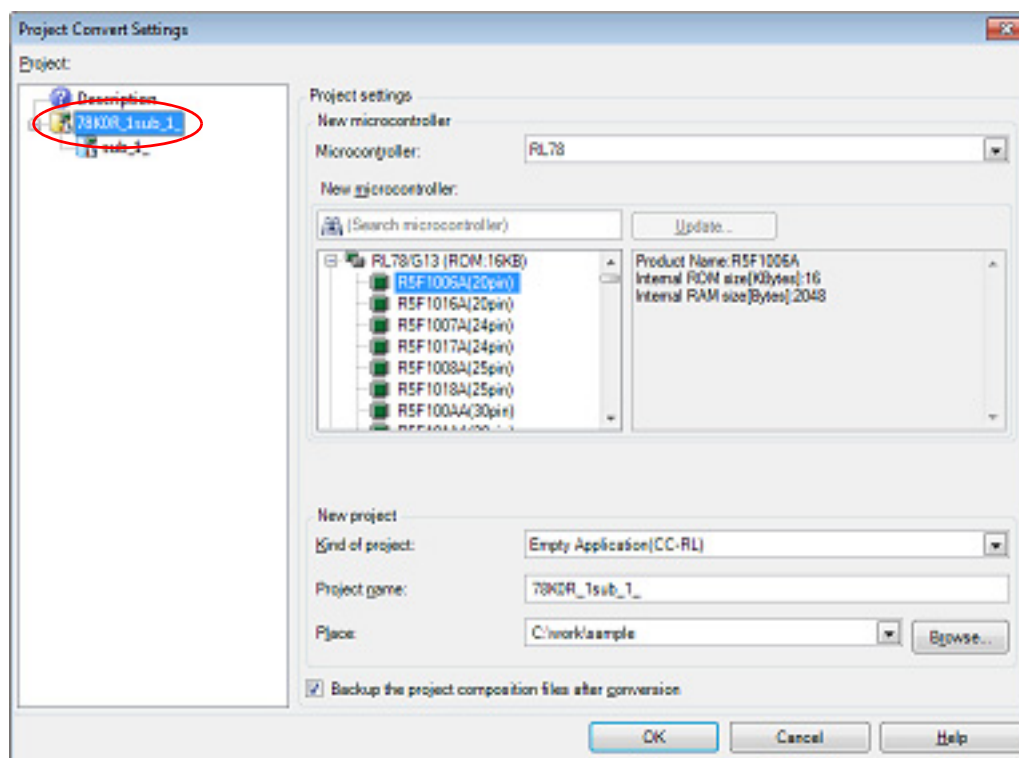 Project Convert Settings
Project:
Description
78K0R_1sub_1_
sub_1_
Project settings
New microcontroller
Microcontroller:
RL78
New microcontroller:
(Search microcontroller)
Update...
RL78/G13 (ROM:16KB)
R5F1006A(20pin)
R5F1016A(20pin)
R5F1007A(24pin)
R5F1017A(24pin)
R5F1008A(25pin)
R5F1018A(25pin)
R5F100AA(30pin)
Product Name:R5F1006A
Internal ROM size[KBytes]:16
Internal RAM size[Bytes]:2048
New project
Kind of project:
Empty Application(CC-RL)
Project name:
78K0R_1sub_1_
Place:
C:\work\sample
Browse...
Backup the project composition files after conversion
OK
Cancel
Help